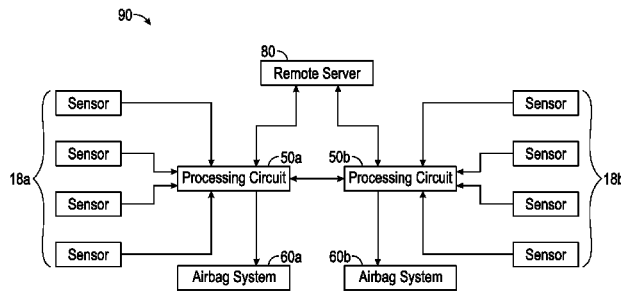 90
80
Remote Server
Sensor
Sensor
Sensor
Sensor
18a
50a
Processing Circuit
50b
Processing Circuit
Sensor
Sensor
Sensor
Sensor
18b
60a
Airbag System
60b
Airbag System